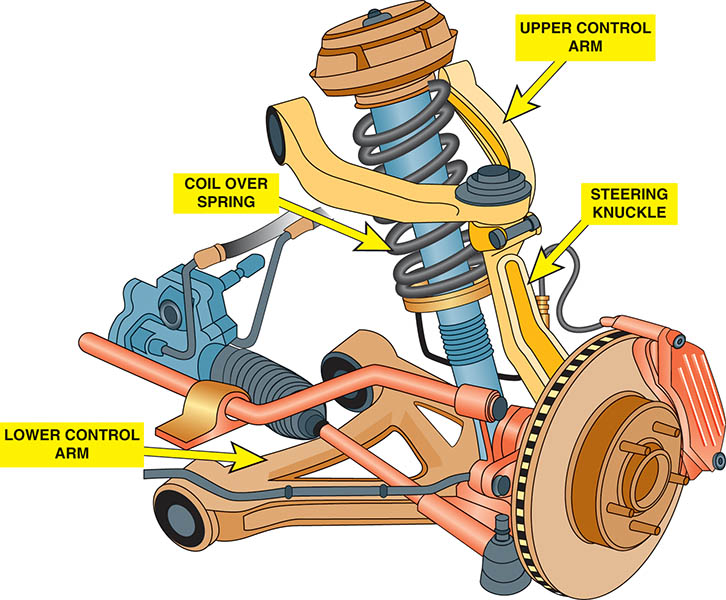 UPPER CONTROL
ARM
COIL OVER
SPRING
STEERING
KNUCKLE
LOWER CONTROL
ARM